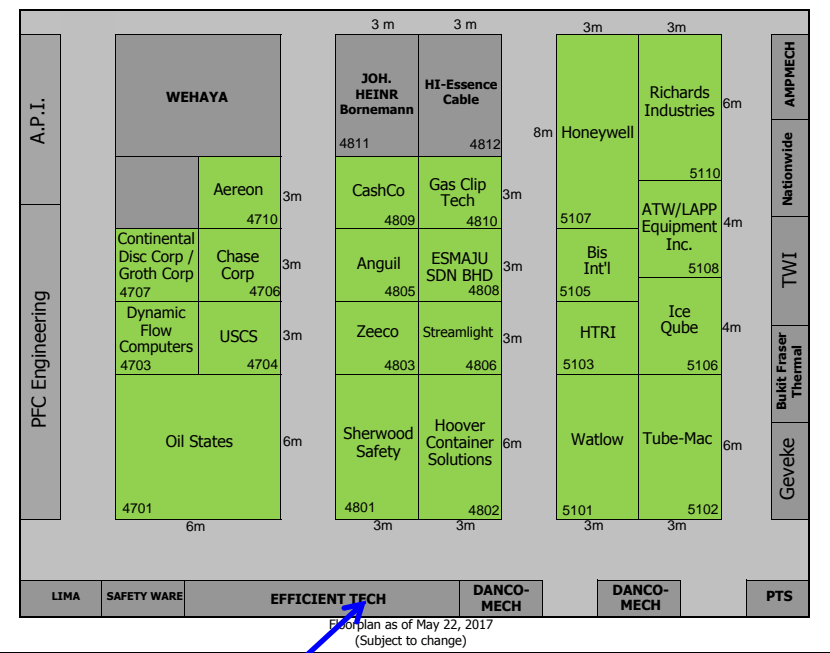 3 m
3 m
3m
3m
A.P.I.
WEHAYA
JOH.
HEINR
Bornemann
4811
HI-Essence
Cable
4812
8m
Honeywell
5107
Richards
Industries
5110
6m
AMPMECH
Nationwide
Aereon
4710
3m
CashCo
4809
Gas Clip
Tech
4810
3m
ATW/LAPP
Equipment
Inc.
5108
4m
TWI
Continental
Disc Corp /
Groth Corp
4707
Chase
Corp
4706
3m
Anguil
4805
ESMAJU
SDN BHD
4808
3m
Bis
Int'l
5105
PFC Engineering
Dynamic
Flow
Computers
4703
USCS
4704
3m
Zeeco
4803
Streamlight
4806
3m
HTRI
5103
Ice
Qube
5106
4m
Bukit Fraser
Thermal
Oil States
4701
6m
Sherwood
Safety
4801
Hoover
Container
Solutions
4802
6m
Watlow
5101
Tube-Mac
5102
6m
Geveke
6m
3m
3m
3m
3m
LIMA
SAFETY WARE
EFFICIENT TECH
DANCO-
MECH
DANCO-
MECH
PTS
Floorplan as of May 22, 2017
(Subject to change)